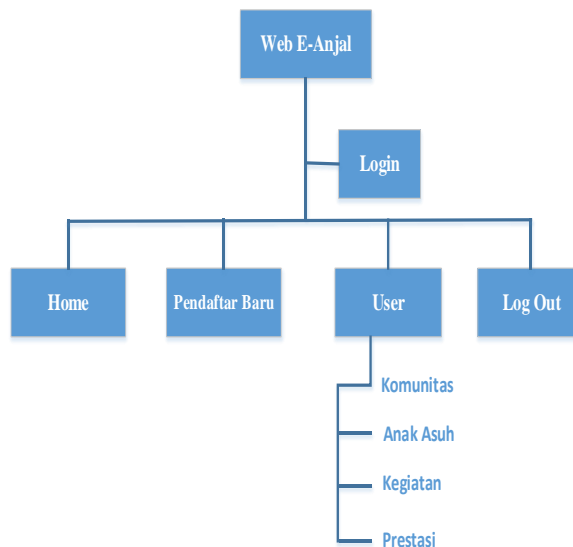 Web E-Anjal
Login
Home
Pendaftar Baru
User
Log Out
Komunitas
Anak Asuh
Kegiatan
Prestasi